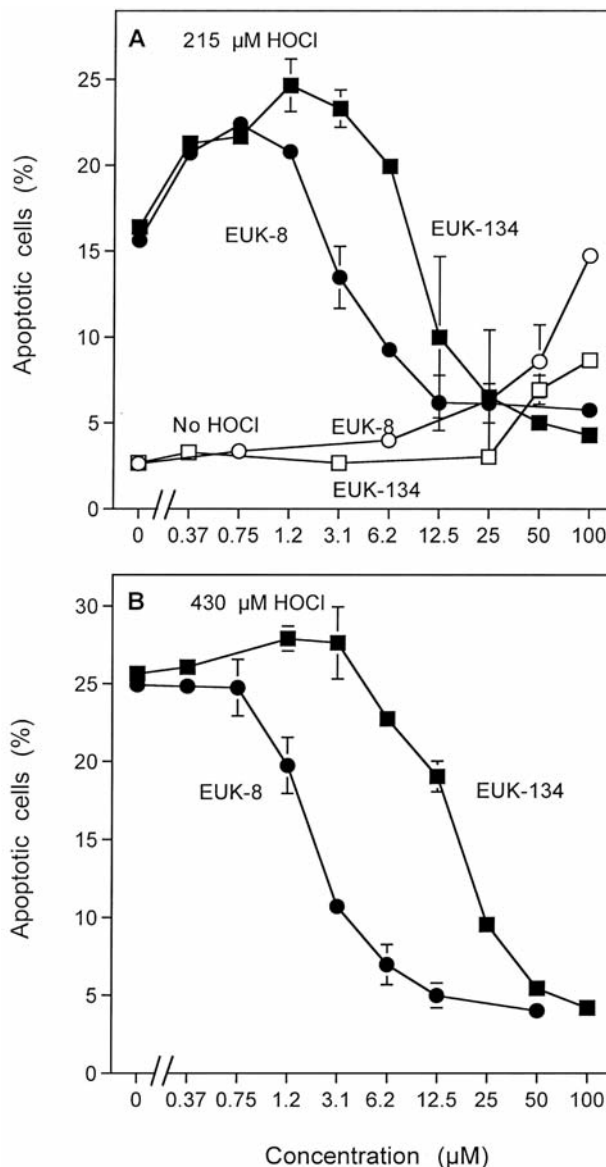 A 215 µM HOCl
25
20
15
10
5
0
Apoptotic cells (%)
EUK-8
EUK-134
No HOCl
EUK-8
EUK-134
0 0.37 0.75 1.2 3.1 6.2 12.5 25 50 100
B 430 µM HOCl
30
25
20
15
10
5
0
Apoptotic cells (%)
EUK-8
EUK-134
0 0.37 0.75 1.2 3.1 6.2 12.5 25 50 100
Concentration (µM)